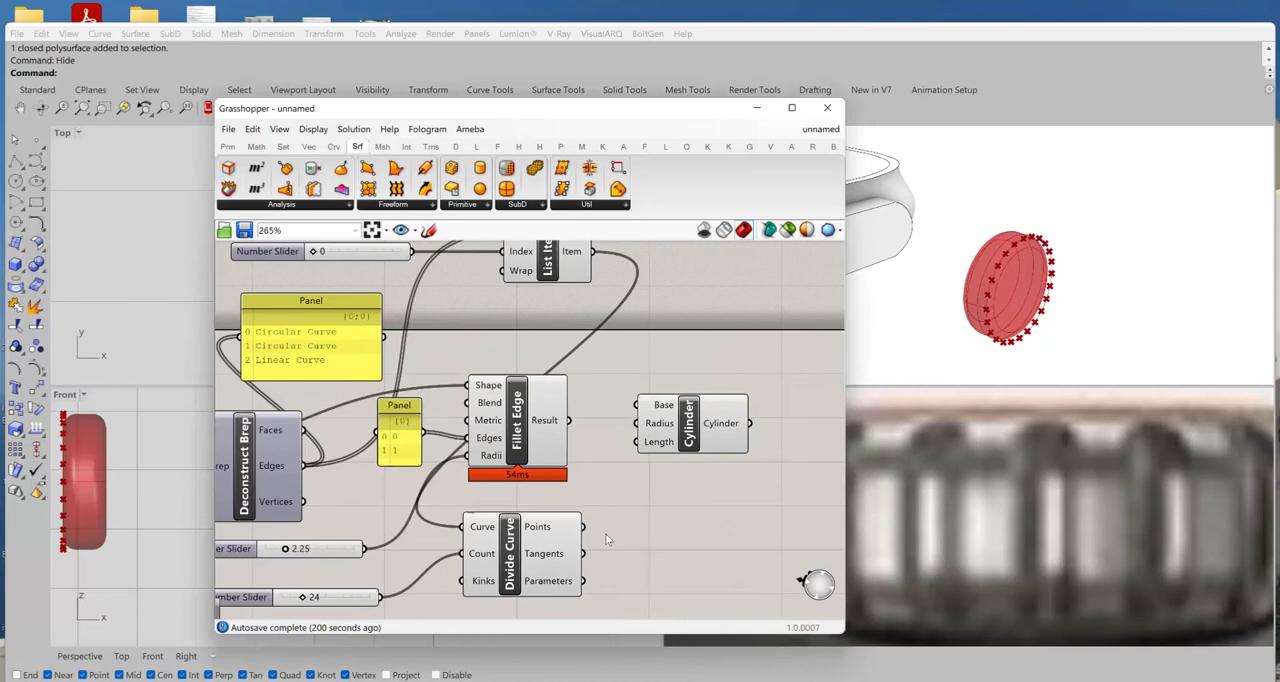 File Edit View Curve Surface SubD Solid Mesh Dimension Transform Tools Analyze Render Panels Lumion® V Ray VisualARQ BoltGen Help
1 closed polysurface added to selection.
Command: Hide
Command:
Standard CPlanes Set View Display Select Viewport Layout Visibility Transform Curve Tools Surface Tools Solid Tools Mesh Tools Render Tools Drafting New in V7 Animation Setup
Grasshopper - unnamed
File Edit View Display Solution Help Fologram Ameba unnamed
Prm Math Set Vec Crv Srf Msh Int Trns D L F H H P M L O K K G V A R B
Analysis Freeform Primitive SubD Util
265%
Top
y
x
Front
z
x
Number Slider 0
Index Item
Wrap
Panel
{0;0}
0 Circular Curve
1 Circular Curve
2 Linear Curve
Deconstruct Brep
Faces
Edges
Vertices
Panel
{0}
0 0
1 1
Shape
Blend
Metric
Edges
Radii
Fillet Edge
Result
54ms
Base
Radius
Length
Cylinder
Cylinder
2.25
24
Curve
Count
Kinks
Divide Curve
Points
Tangents
Parameters
Autosave complete (200 seconds ago) 1.0.0007
Perspective Top Front Right
End Near Point Mid Cen Int Perp Tan Quad Knot Vertex Project Disable